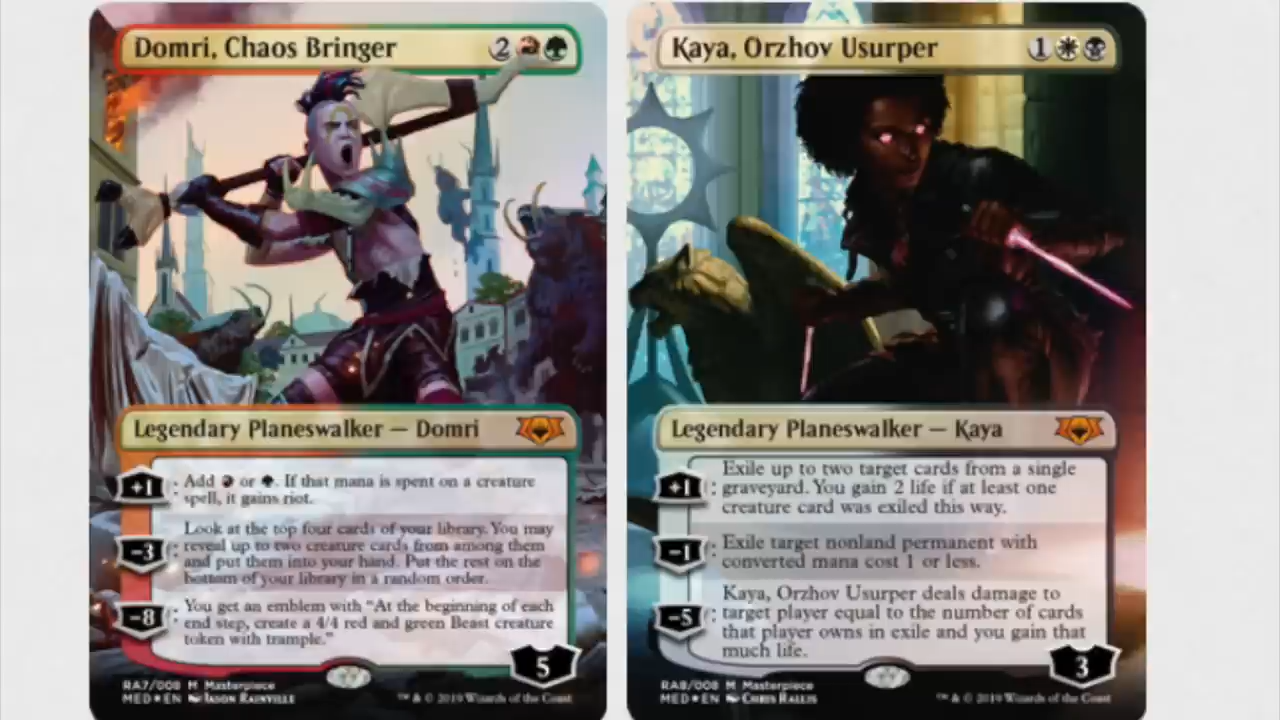 Domri, Chaos Bringer 2
Legendary Planeswalker — Domri
+1 : Add or . If that mana is spent on a creature
spell, it gains riot.
Look at the top four cards of your library. You may
−3 : reveal up to two creature cards from among them
and put them into your hand. Put the rest on the
bottom of your library in a random order.
−8 : You get an emblem with “At the beginning of each
end step, create a 4/4 red and green Beast creature
token with trample.”
5
RA7/008 M Masterpiece
MED★EN Jason Rainville ™ & © 2019 Wizards of the Coast
Kaya, Orzhov Usurper 1
Legendary Planeswalker — Kaya
Exile up to two target cards from a single
+1 : graveyard. You gain 2 life if at least one
creature card was exiled this way.
−1 : Exile target nonland permanent with
converted mana cost 1 or less.
Kaya, Orzhov Usurper deals damage to
−5 : target player equal to the number of cards
that player owns in exile and you gain that
much life.
3
RA8/008 M Masterpiece
MED★EN Chris Rallis ™ & © 2019 Wizards of the Coast